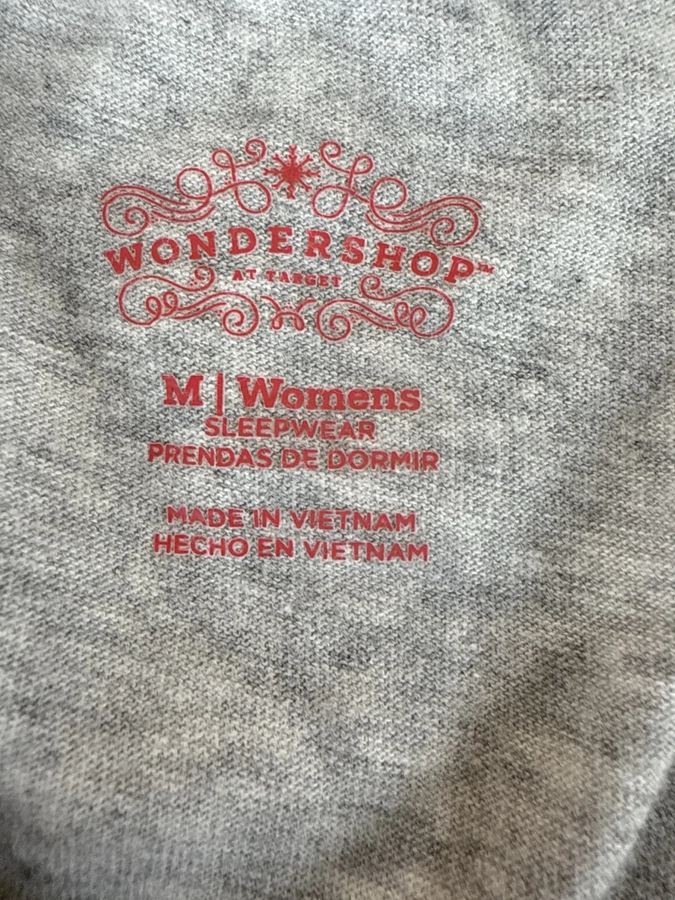 WONDERSHOP™
AT TARGET
M | Womens
SLEEPWEAR
PRENDAS DE DORMIR
MADE IN VIETNAM
HECHO EN VIETNAM